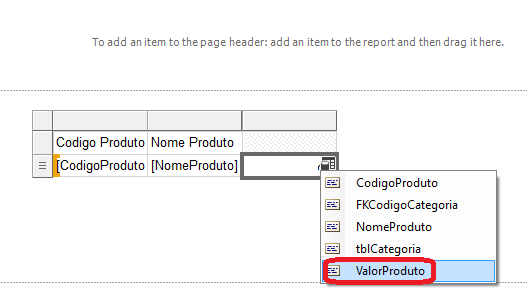 To add an item to the page header: add an item to the report and then drag it here.
Codigo Produto Nome Produto
[CodigoProduto [NomeProduto]
CodigoProduto
FKCodigoCategoria
NomeProduto
tblCategoria
ValorProduto